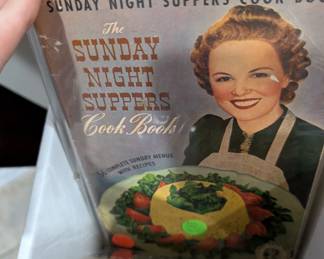 SUNDAY NIGHT SUPPERS COOK BOO
The
SUNDAY
NIGHT
SUPPERS
Cook Book
COMPLETE SUNDAY MENUS
WITH RECIPES